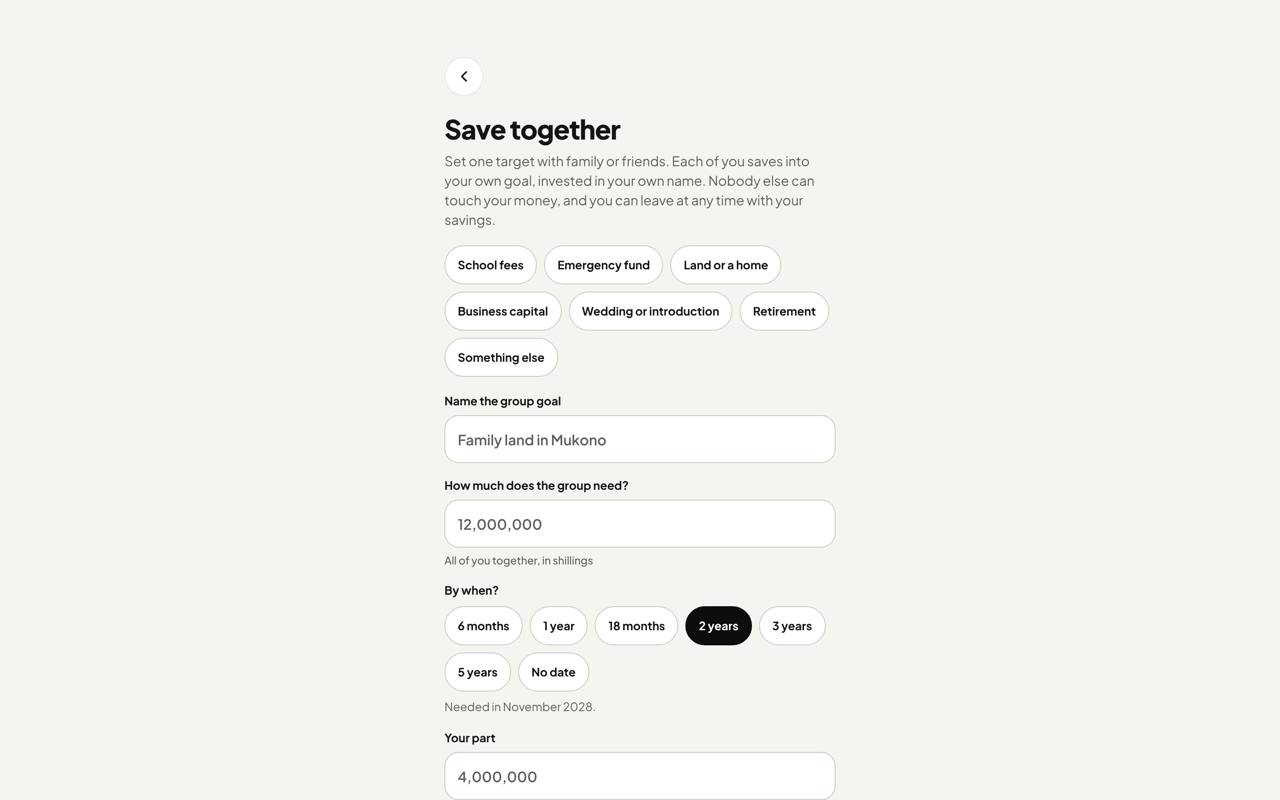 Save together
Set one target with family or friends. Each of you saves into
your own goal, invested in your own name. Nobody else can
touch your money, and you can leave at any time with your
savings.
School fees
Emergency fund
Land or a home
Business capital
Wedding or introduction
Retirement
Something else
Name the group goal
Family land in Mukono
How much does the group need?
12,000,000
All of you together, in shillings
By when?
6 months
1 year
18 months
2 years
3 years
5 years
No date
Needed in November 2028.
Your part
4,000,000